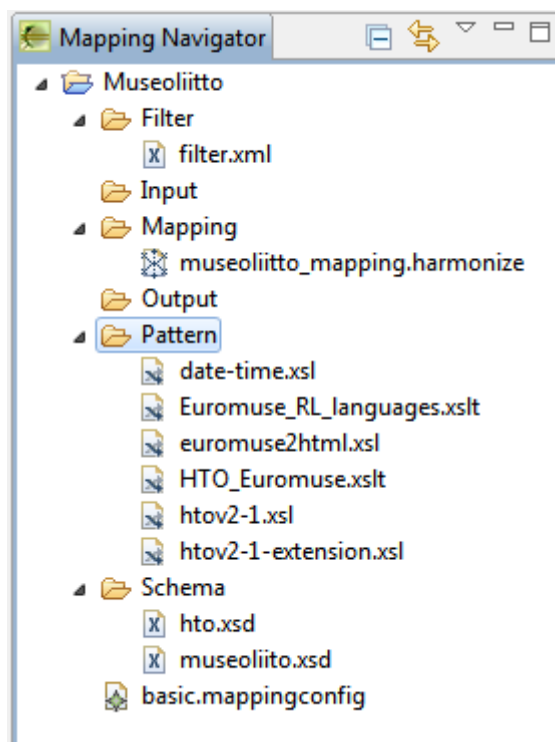 Mapping Navigator
Museoliitto
Filter
filter.xml
Input
Mapping
museoliitto_mapping.harmonize
Output
Pattern
date-time.xsl
Euromuse_RL_languages.xslt
euromuse2html.xsl
HTO_Euromuse.xslt
htov2-1.xsl
htov2-1-extension.xsl
Schema
hto.xsd
museoliito.xsd
basic.mappingconfig